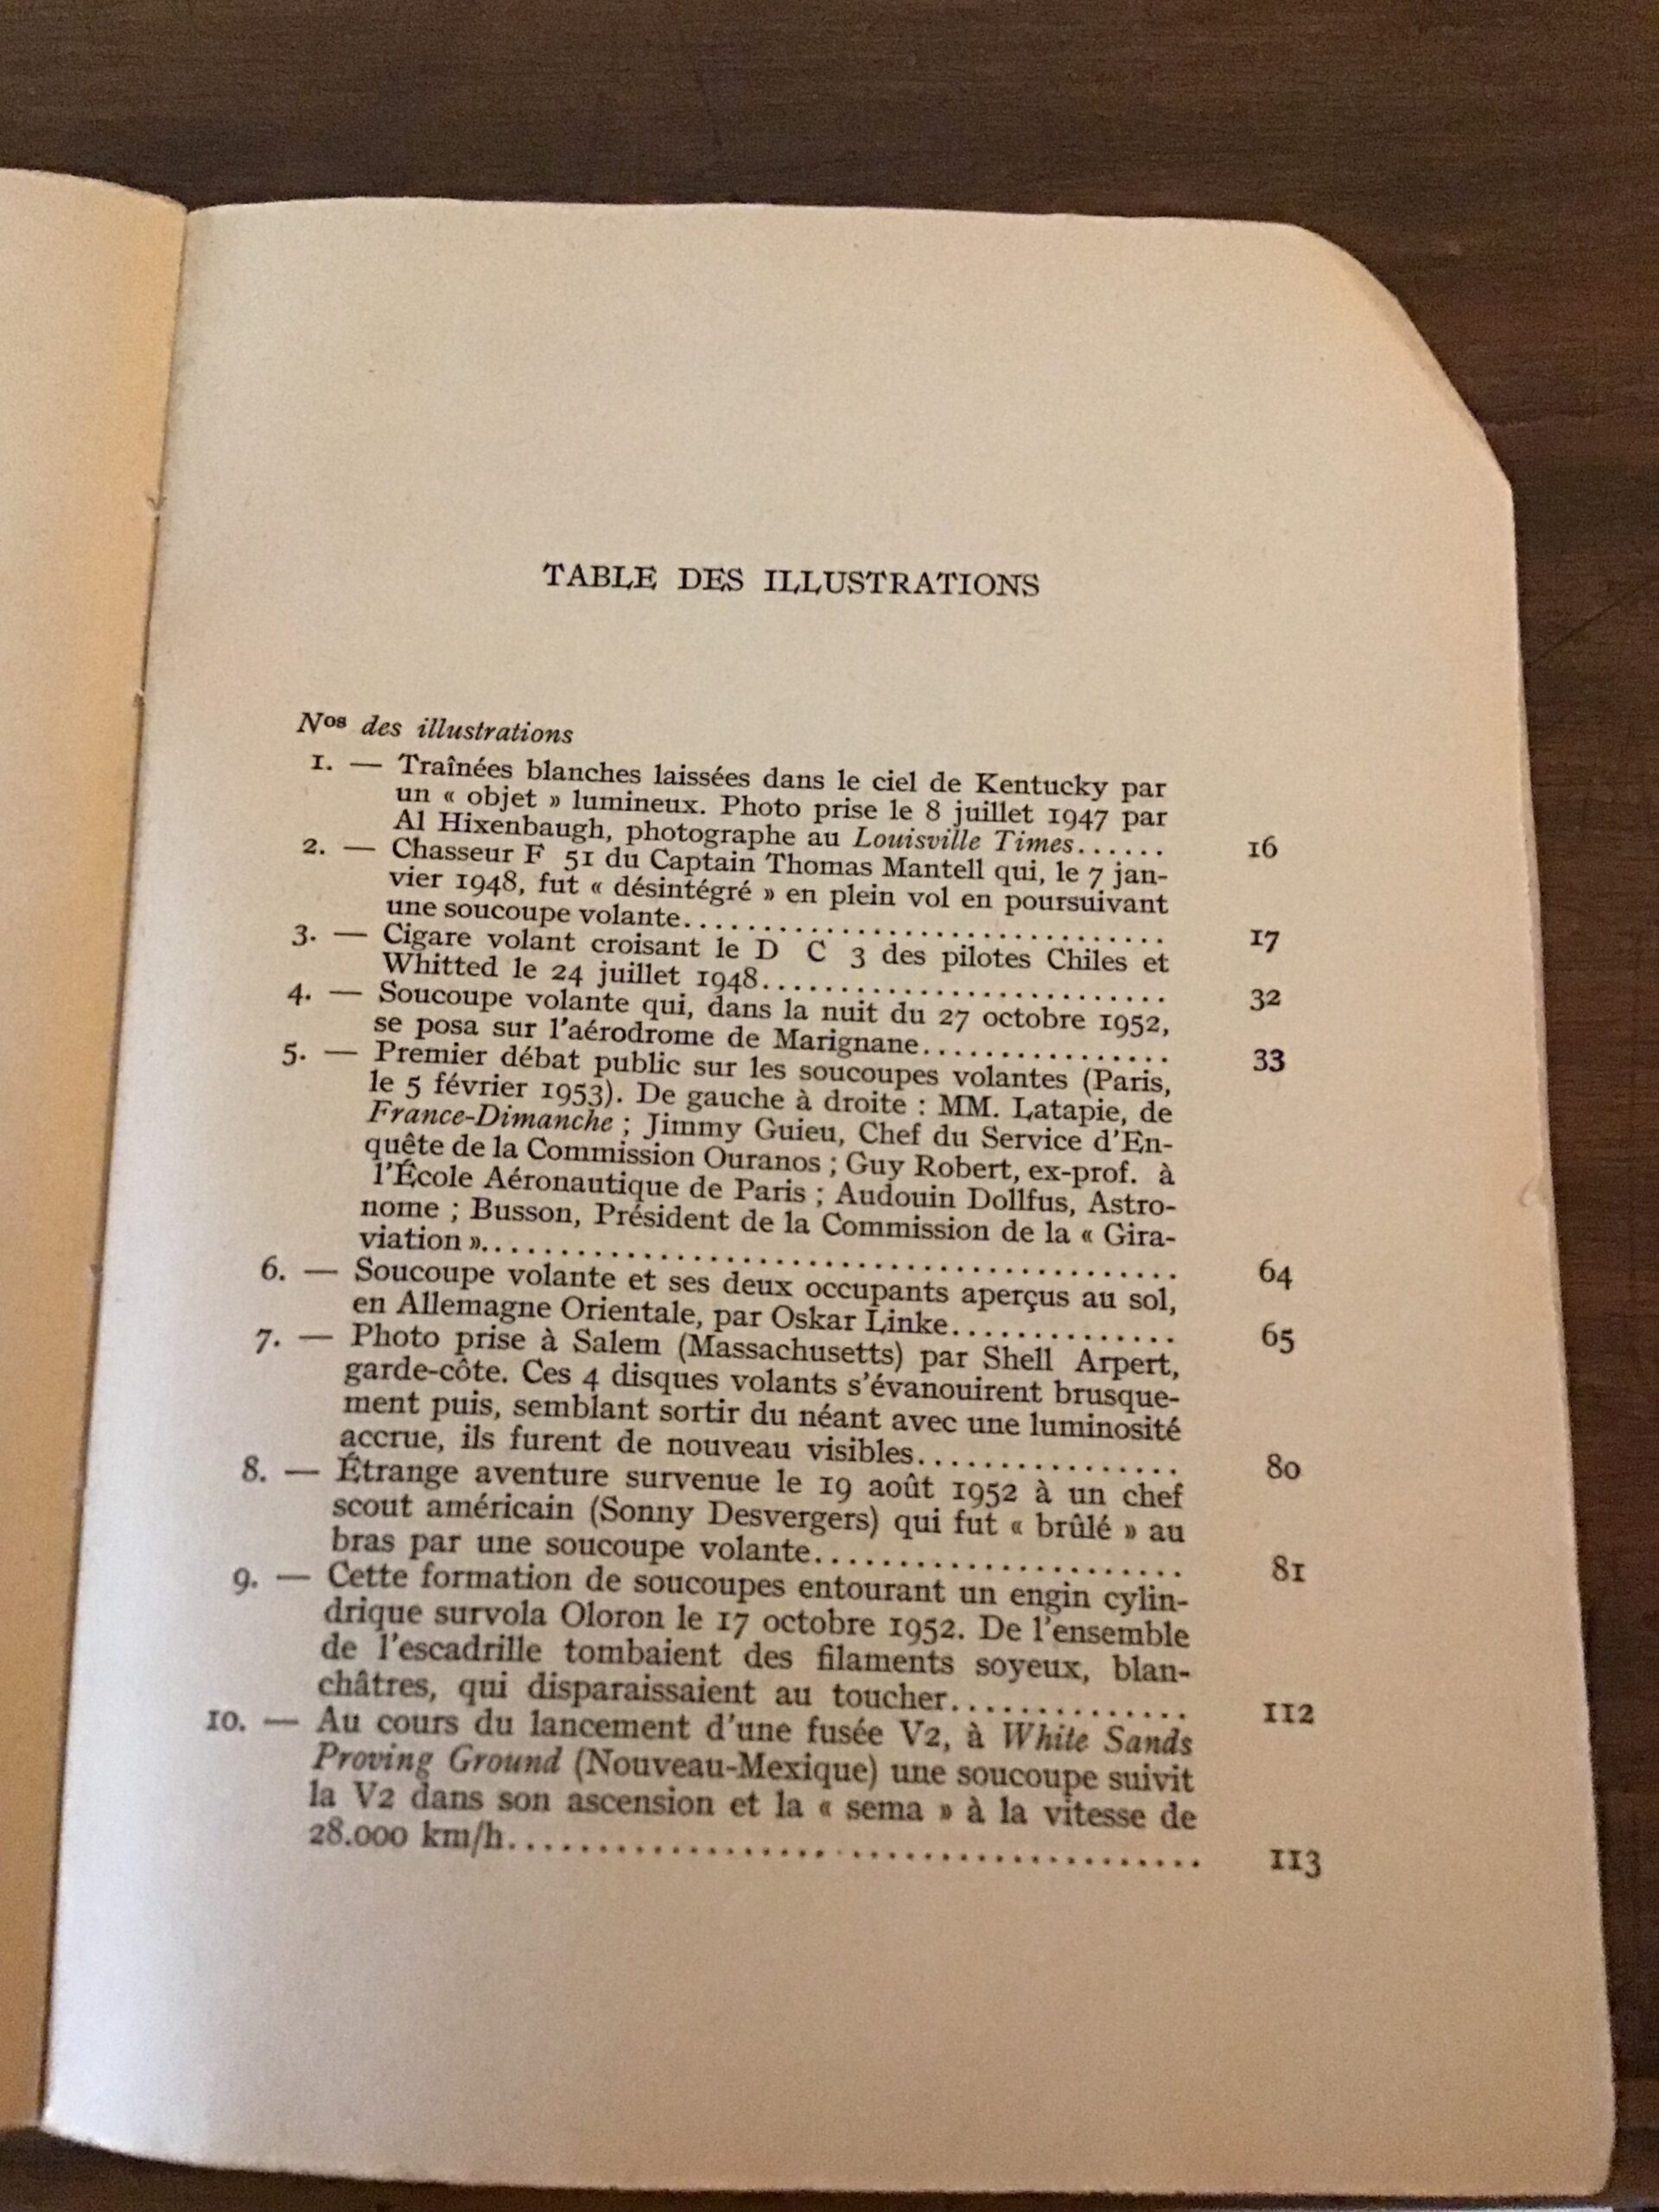 TABLE DES ILLUSTRATIONS
Nos des illustrations
1. — Traînées blanches laissées dans le ciel de Kentucky par
un « objet » lumineux. Photo prise le 8 juillet 1947 par
Al Hixenbaugh, photographe au Louisville Times...... 16
2. — Chasseur F 51 du Captain Thomas Mantell qui, le 7 jan-
vier 1948, fut « désintégré » en plein vol en poursuivant
une soucoupe volante................................ 17
3. — Cigare volant croisant le D C 3 des pilotes Chiles et
Whitted le 24 juillet 1948........................... 32
4. — Soucoupe volante qui, dans la nuit du 27 octobre 1952,
se posa sur l'aérodrome de Marignane................ 33
5. — Premier débat public sur les soucoupes volantes (Paris,
le 5 février 1953). De gauche à droite : MM. Latapie, de
France-Dimanche ; Jimmy Guieu, Chef du Service d'En-
quête de la Commission Ouranos ; Guy Robert, ex-prof. à
l'École Aéronautique de Paris ; Audouin Dollfus, Astro-
nome ; Busson, Président de la Commission de la « Gira-
viation »............................................. 64
6. — Soucoupe volante et ses deux occupants aperçus au sol,
en Allemagne Orientale, par Oskar Linke.............. 65
7. — Photo prise à Salem (Massachusetts) par Shell Arpert,
garde-côte. Ces 4 disques volants s'évanouirent brusque-
ment puis, semblant sortir du néant avec une luminosité
accrue, ils furent de nouveau visibles................ 80
8. — Étrange aventure survenue le 19 août 1952 à un chef
scout américain (Sonny Desvergers) qui fut « brûlé » au
bras par une soucoupe volante...................... 81
9. — Cette formation de soucoupes entourant un engin cylin-
drique survola Oloron le 17 octobre 1952. De l'ensemble
de l'escadrille tombaient des filaments soyeux, blan-
châtres, qui disparaissaient au toucher.............. 112
10. — Au cours du lancement d'une fusée V2, à White Sands
Proving Ground (Nouveau-Mexique) une soucoupe suivit
la V2 dans son ascension et la « sema » à la vitesse de
28.000 km/h........................................ 113